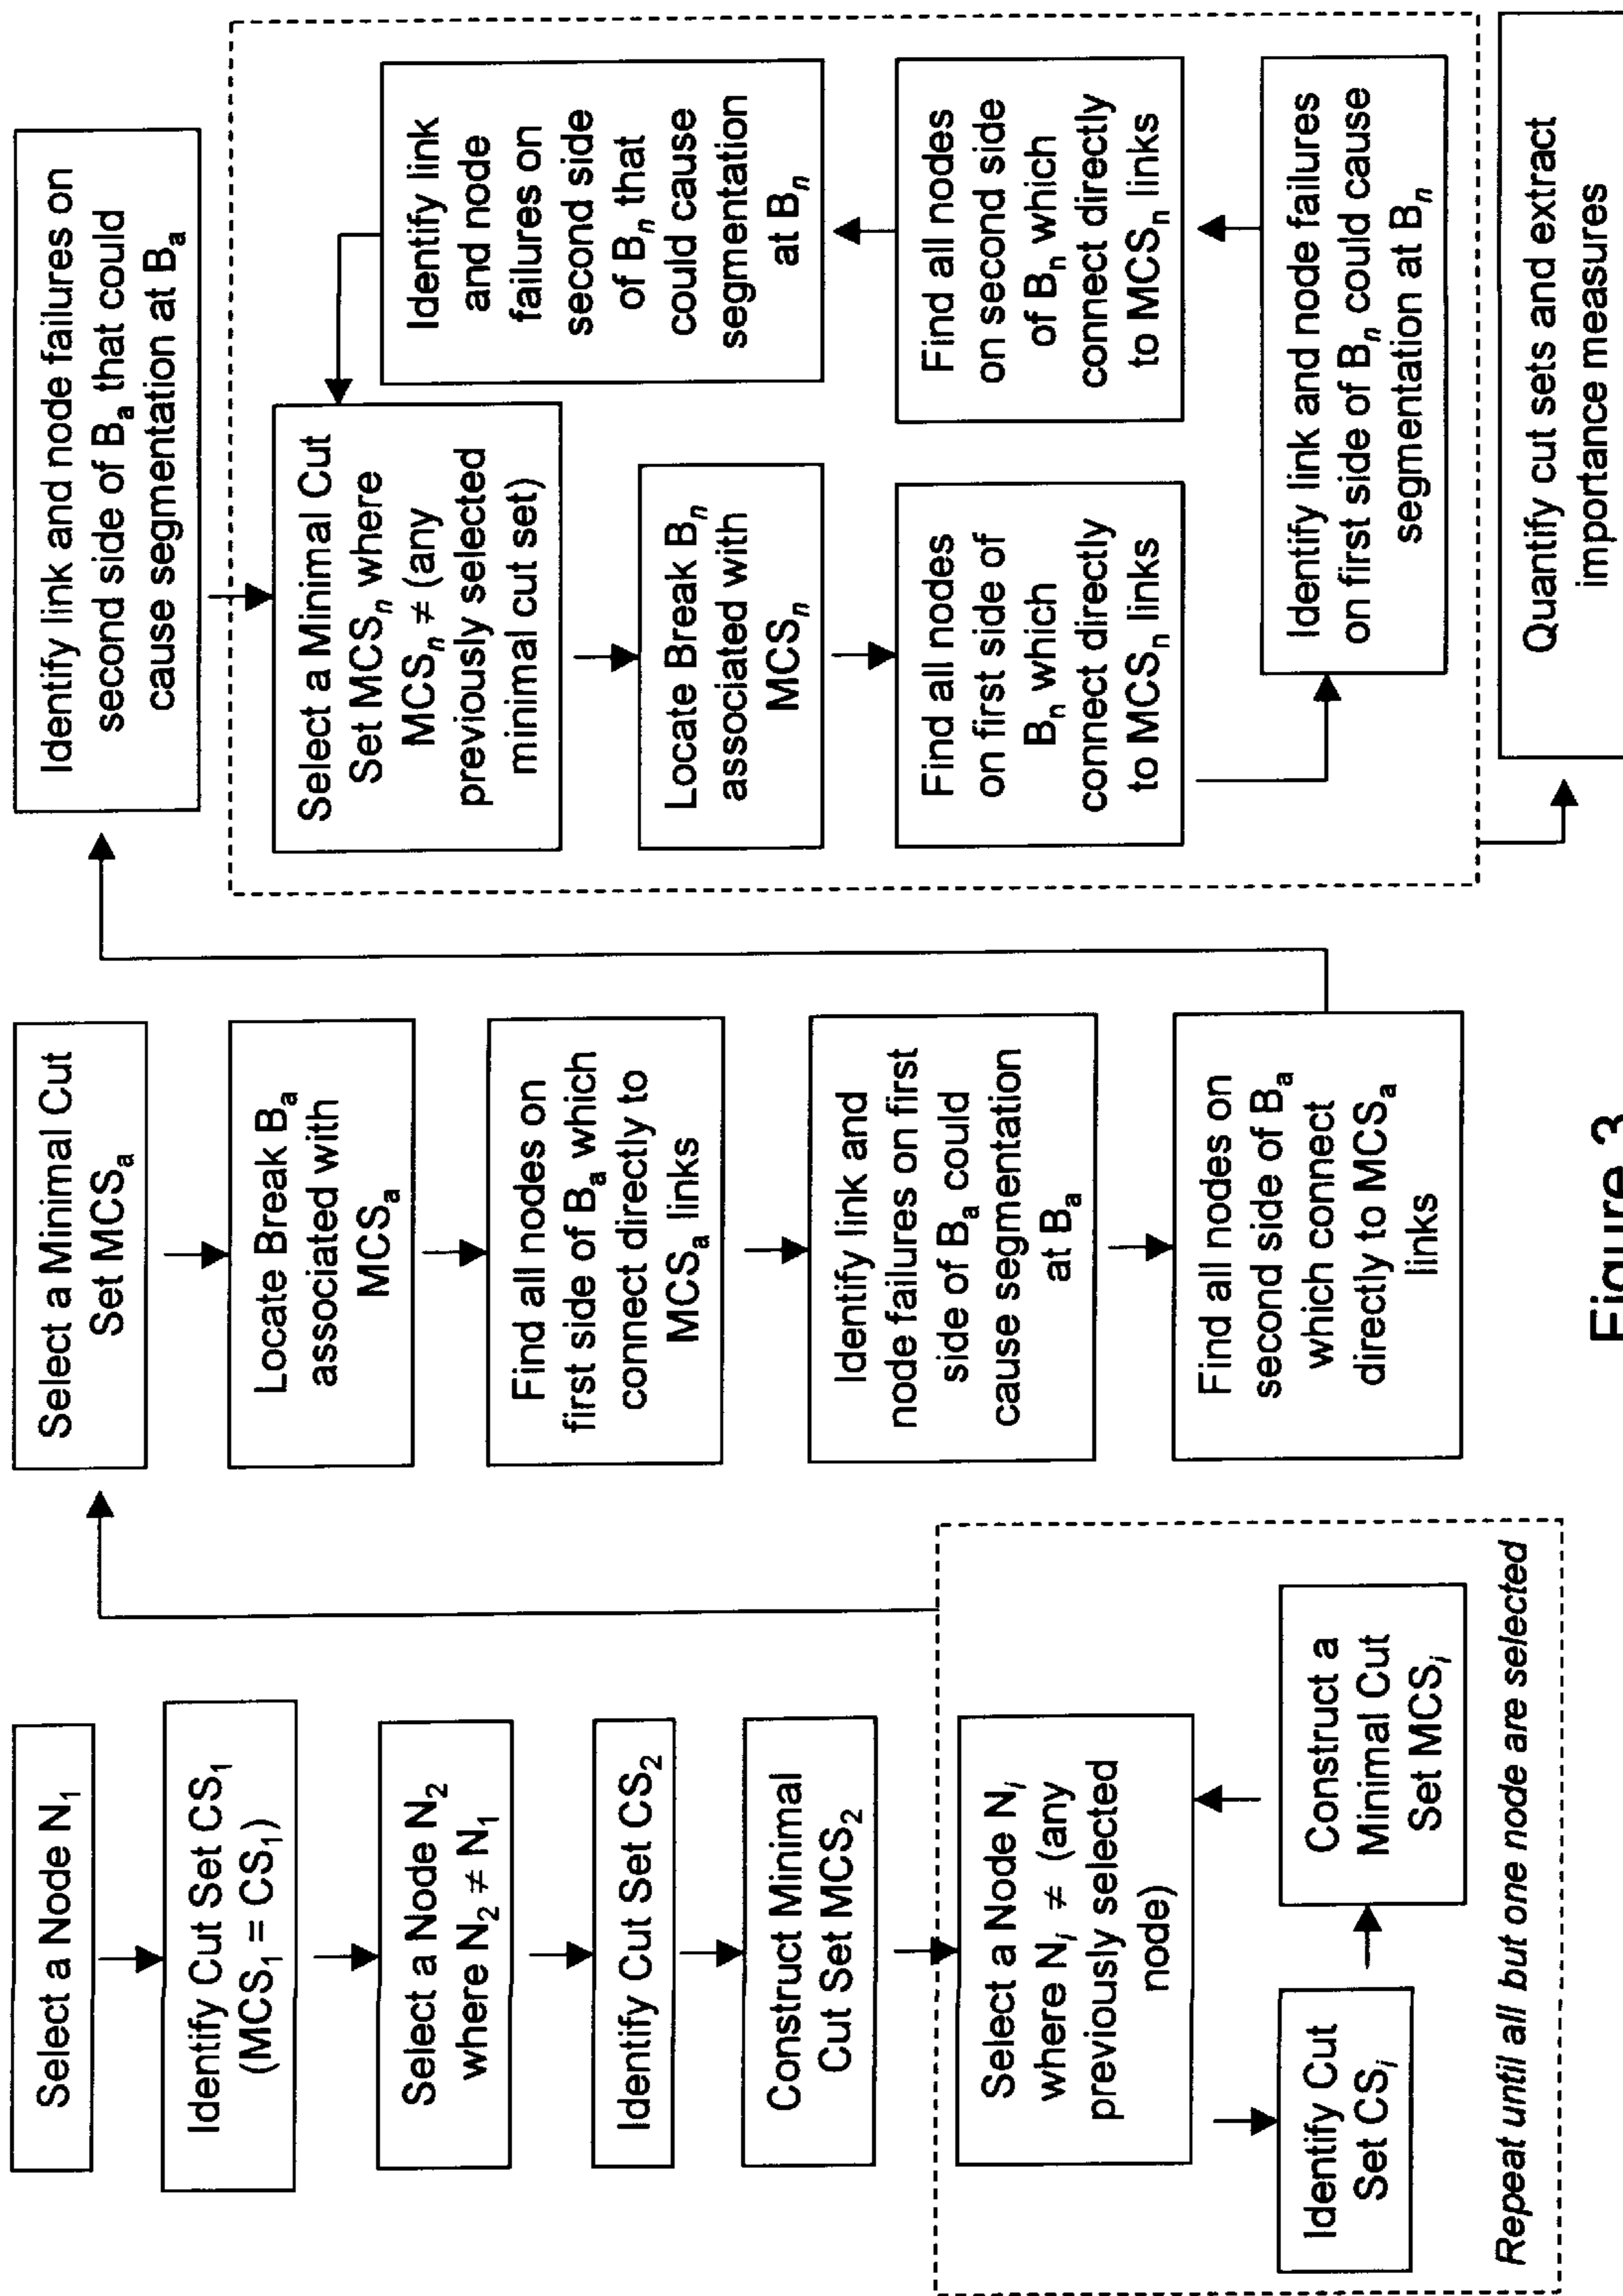 Select a Node N₁
Identify Cut Set CS₁
(MCS₁ = CS₁)
Select a Node N₂
where N₂ ≠ N₁
Identify Cut Set CS₂
Construct Minimal
Cut Set MCS₂
Select a Node Nᵢ
where Nᵢ ≠ (any
previously selected
node)
Identify Cut
Set CSᵢ
Construct a
Minimal Cut
Set MCSᵢ
Repeat until all but one node are selected
Select a Minimal Cut
Set MCSₐ
Locate Break Bₐ
associated with
MCSₐ
Find all nodes on
first side of Bₐ which
connect directly to
MCSₐ links
Identify link and
node failures on first
side of Bₐ could
cause segmentation
at Bₐ
Find all nodes on
second side of Bₐ
which connect
directly to MCSₐ
links
Identify link and node failures on
second side of Bₐ that could
cause segmentation at Bₐ
Select a Minimal Cut
Set MCSₙ where
MCSₙ ≠ (any
previously selected
minimal cut set)
Locate Break Bₙ
associated with
MCSₙ
Find all nodes
on first side of
Bₙ which
connect directly
to MCSₙ links
Identify link and node failures
on first side of Bₙ could cause
segmentation at Bₙ
Find all nodes
on second side
of Bₙ which
connect directly
to MCSₙ links
Identify link
and node
failures on
second side
of Bₙ that
could cause
segmentation
at Bₙ
Quantify cut sets and extract
importance measures
Figure 3